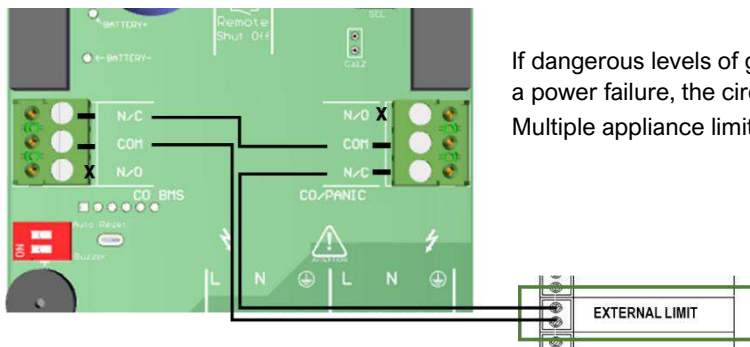 BATTERY+
Remote
Shut Off
SEL
←BATTERY-
Cal2
If dangerous levels of g
a power failure, the circ
Multiple appliance limit
N/C
COM
N/O
X
CO BMS
N/O
X
COM
N/C
CO/PANIC
Auto Reset
ON
Buzzer
ATTENTION
L N L N
EXTERNAL LIMIT